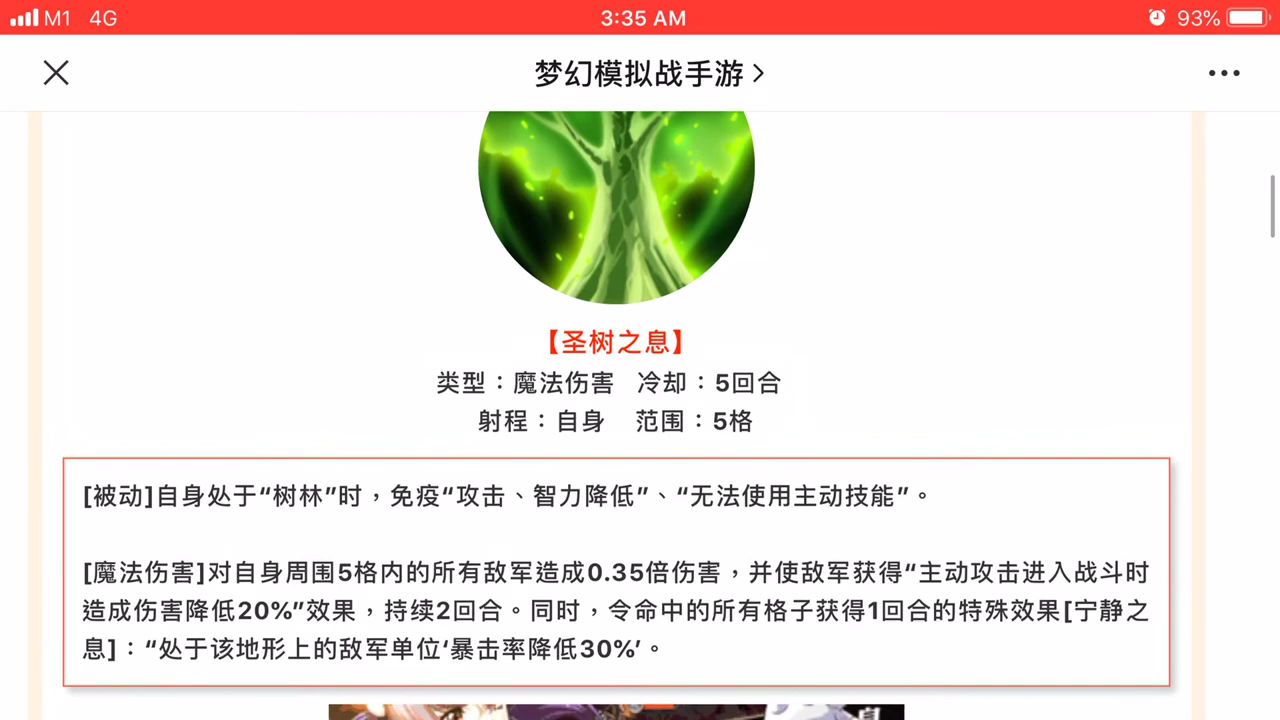 M1 4G 3:35 AM 93%
梦幻模拟战手游
【圣树之息】
类型：魔法伤害 冷却：5回合
射程：自身 范围：5格
[被动]自身处于“树林”时，免疫“攻击、智力降低”、“无法使用主动技能”。
[魔法伤害]对自身周围5格内的所有敌军造成0.35倍伤害，并使敌军获得“主动攻击进入战斗时
造成伤害降低20%”效果，持续2回合。同时，令命中的所有格子获得1回合的特殊效果[宁静之
息]：“处于该地形上的敌军单位‘暴击率降低30%’。
息